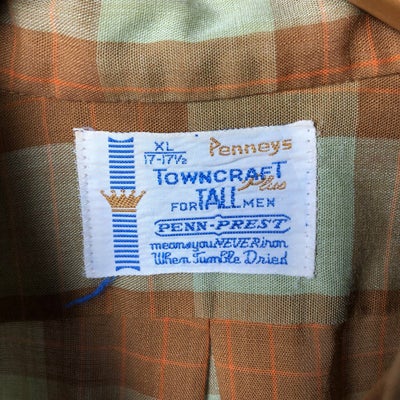 XL
17-17½
Penneys
TOWNCRAFT
Plus
FOR TALL MEN
PENN-PREST
means you NEVER iron
When Tumble Dried